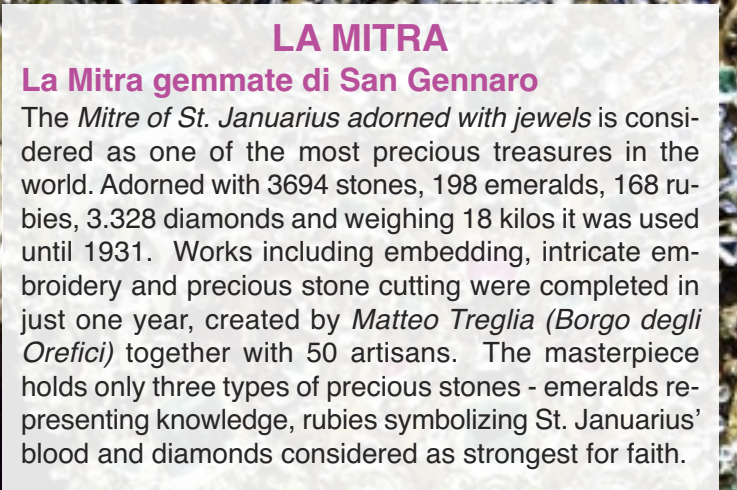 LA MITRA
La Mitra gemmate di San Gennaro
The Mitre of St. Januarius adorned with jewels is consi-
dered as one of the most precious treasures in the
world. Adorned with 3694 stones, 198 emeralds, 168 ru-
bies, 3.328 diamonds and weighing 18 kilos it was used
until 1931.  Works including embedding, intricate em-
broidery and precious stone cutting were completed in
just one year, created by Matteo Treglia (Borgo degli
Orefici) together with 50 artisans.  The masterpiece
holds only three types of precious stones - emeralds re-
presenting knowledge, rubies symbolizing St. Januarius’
blood and diamonds considered as strongest for faith.